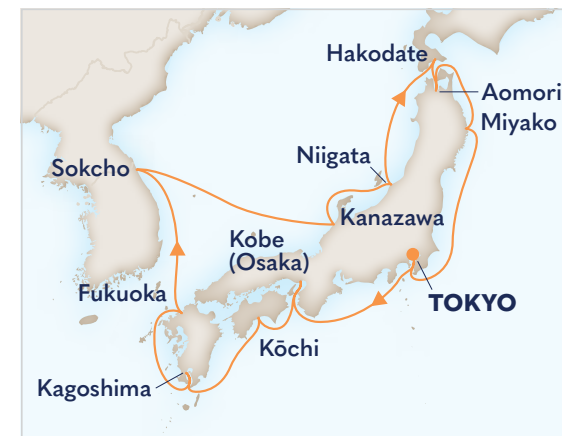 Hakodate
Aomori
Miyako
Niigata
Sokcho
Kanazawa
Kobe
(Osaka)
Fukuoka
TOKYO
Kōchi
Kagoshima